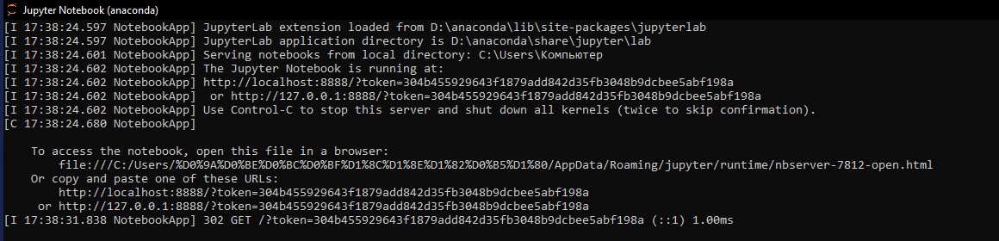 Jupyter Notebook (anaconda)
[I 17:38:24.597 NotebookApp] JupyterLab extension loaded from D:\anaconda\lib\site-packages\jupyterlab
[I 17:38:24.597 NotebookApp] JupyterLab application directory is D:\anaconda\share\jupyter\lab
[I 17:38:24.601 NotebookApp] Serving notebooks from local directory: C:\Users\Компьютер
[I 17:38:24.602 NotebookApp] The Jupyter Notebook is running at:
[I 17:38:24.602 NotebookApp] http://localhost:8888/?token=304b455929643f1879add842d35fb3048b9dcbee5abf198a
[I 17:38:24.602 NotebookApp]  or http://127.0.0.1:8888/?token=304b455929643f1879add842d35fb3048b9dcbee5abf198a
[I 17:38:24.602 NotebookApp] Use Control-C to stop this server and shut down all kernels (twice to skip confirmation).
[C 17:38:24.680 NotebookApp]
To access the notebook, open this file in a browser:
file:///C:/Users/%D0%9A%D0%BE%D0%BC%D0%BF%D1%8C%D1%8E%D1%82%D0%B5%D1%80/AppData/Roaming/jupyter/runtime/nbserver-7812-open.html
Or copy and paste one of these URLs:
http://localhost:8888/?token=304b455929643f1879add842d35fb3048b9dcbee5abf198a
or http://127.0.0.1:8888/?token=304b455929643f1879add842d35fb3048b9dcbee5abf198a
[I 17:38:31.838 NotebookApp] 302 GET /?token=304b455929643f1879add842d35fb3048b9dcbee5abf198a (::1) 1.00ms